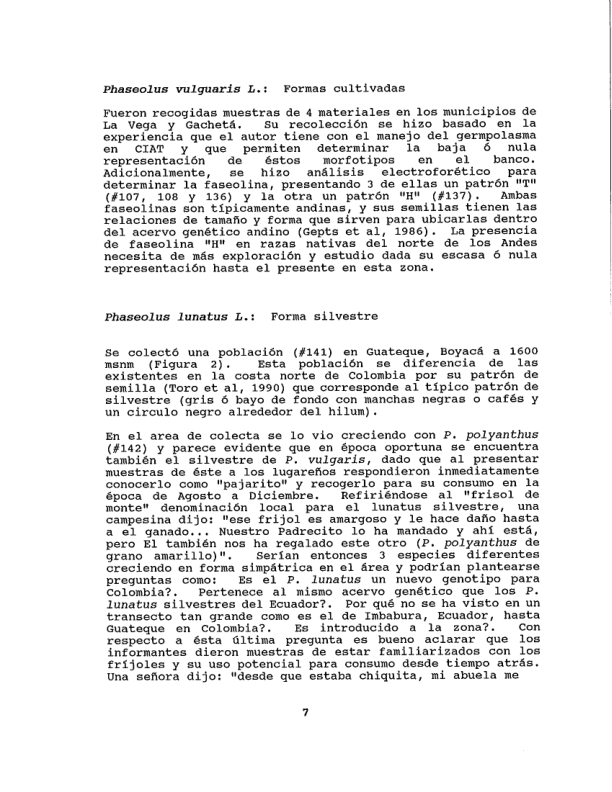 Phaseolus vulguaris L.: Formas cultivadas
Fueron recogidas muestras de 4 materiales en los municipios de
La Vega y Gachetá. Su recolección se hizo basado en la
experiencia que el autor tiene con el manejo del germpolasma
en CIAT y que permiten determinar la baja ó nula
representación de éstos morfotipos en el banco.
Adicionalmente, se hizo análisis electroforético para
determinar la faseolina, presentando 3 de ellas un patrón "T"
(#107, 108 y 136) y la otra un patrón "H" (#137). Ambas
faseolinas son típicamente andinas, y sus semillas tienen las
relaciones de tamaño y forma que sirven para ubicarlas dentro
del acervo genético andino (Gepts et al, 1986). La presencia
de faseolina "H" en razas nativas del norte de los Andes
necesita de más exploración y estudio dada su escasa ó nula
representación hasta el presente en esta zona.
Phaseolus lunatus L.: Forma silvestre
Se colectó una población (#141) en Guateque, Boyacá a 1600
msnm (Figura 2). Esta población se diferencia de las
existentes en la costa norte de Colombia por su patrón de
semilla (Toro et al, 1990) que corresponde al típico patrón de
silvestre (gris ó bayo de fondo con manchas negras o cafés y
un circulo negro alrededor del hilum).
En el area de colecta se lo vio creciendo con P. polyanthus
(#142) y parece evidente que en época oportuna se encuentra
también el silvestre de P. vulgaris, dado que al presentar
muestras de éste a los lugareños respondieron inmediatamente
conocerlo como "pajarito" y recogerlo para su consumo en la
época de Agosto a Diciembre. Refiriéndose al "frisol de
monte" denominación local para el lunatus silvestre, una
campesina dijo: "ese frijol es amargoso y le hace daño hasta
a el ganado... Nuestro Padrecito lo ha mandado y ahí está,
pero El también nos ha regalado este otro (P. polyanthus de
grano amarillo)". Serían entonces 3 especies diferentes
creciendo en forma simpátrica en el área y podrían plantearse
preguntas como: Es el P. lunatus un nuevo genotipo para
Colombia?. Pertenece al mismo acervo genético que los P.
lunatus silvestres del Ecuador?. Por qué no se ha visto en un
transecto tan grande como es el de Imbabura, Ecuador, hasta
Guateque en Colombia?. Es introducido a la zona?. Con
respecto a ésta última pregunta es bueno aclarar que los
informantes dieron muestras de estar familiarizados con los
fríjoles y su uso potencial para consumo desde tiempo atrás.
Una señora dijo: "desde que estaba chiquita, mi abuela me
7